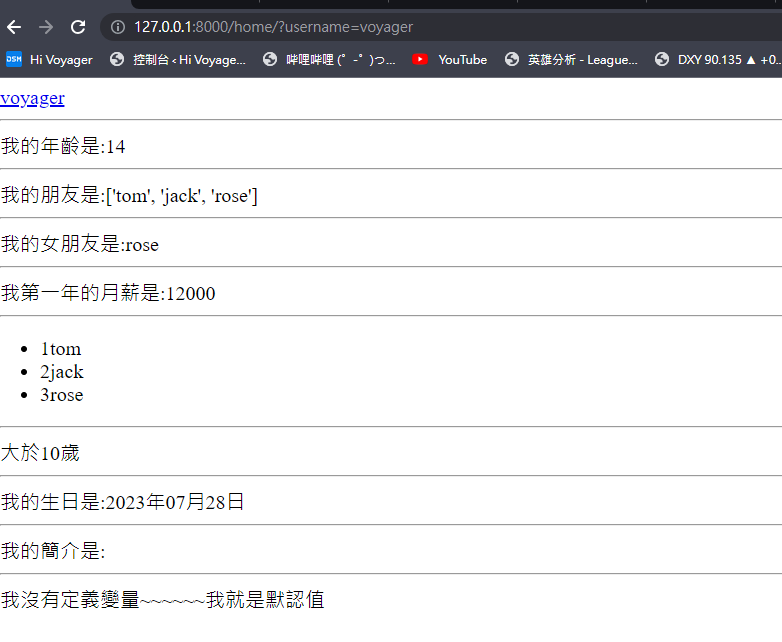 127.0.0.1:8000/home/?username=voyager
DSM Hi Voyager 控制台 ‹ Hi Voyage... 哔哩哔哩 (゜-゜)つ... YouTube 英雄分析 - League... DXY 90.135 ▲ +0...
voyager
我的年齡是:14
我的朋友是:['tom', 'jack', 'rose']
我的女朋友是:rose
我第一年的月薪是:12000
1tom
2jack
3rose
大於10歲
我的生日是:2023年07月28日
我的簡介是:
我沒有定義變量~~~~~~我就是默認值